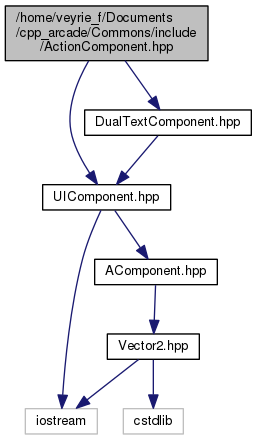 /home/veyrie_f/Documents
/cpp_arcade/Commons/include
/ActionComponent.hpp
DualTextComponent.hpp
UIComponent.hpp
AComponent.hpp
Vector2.hpp
iostream
cstdlib